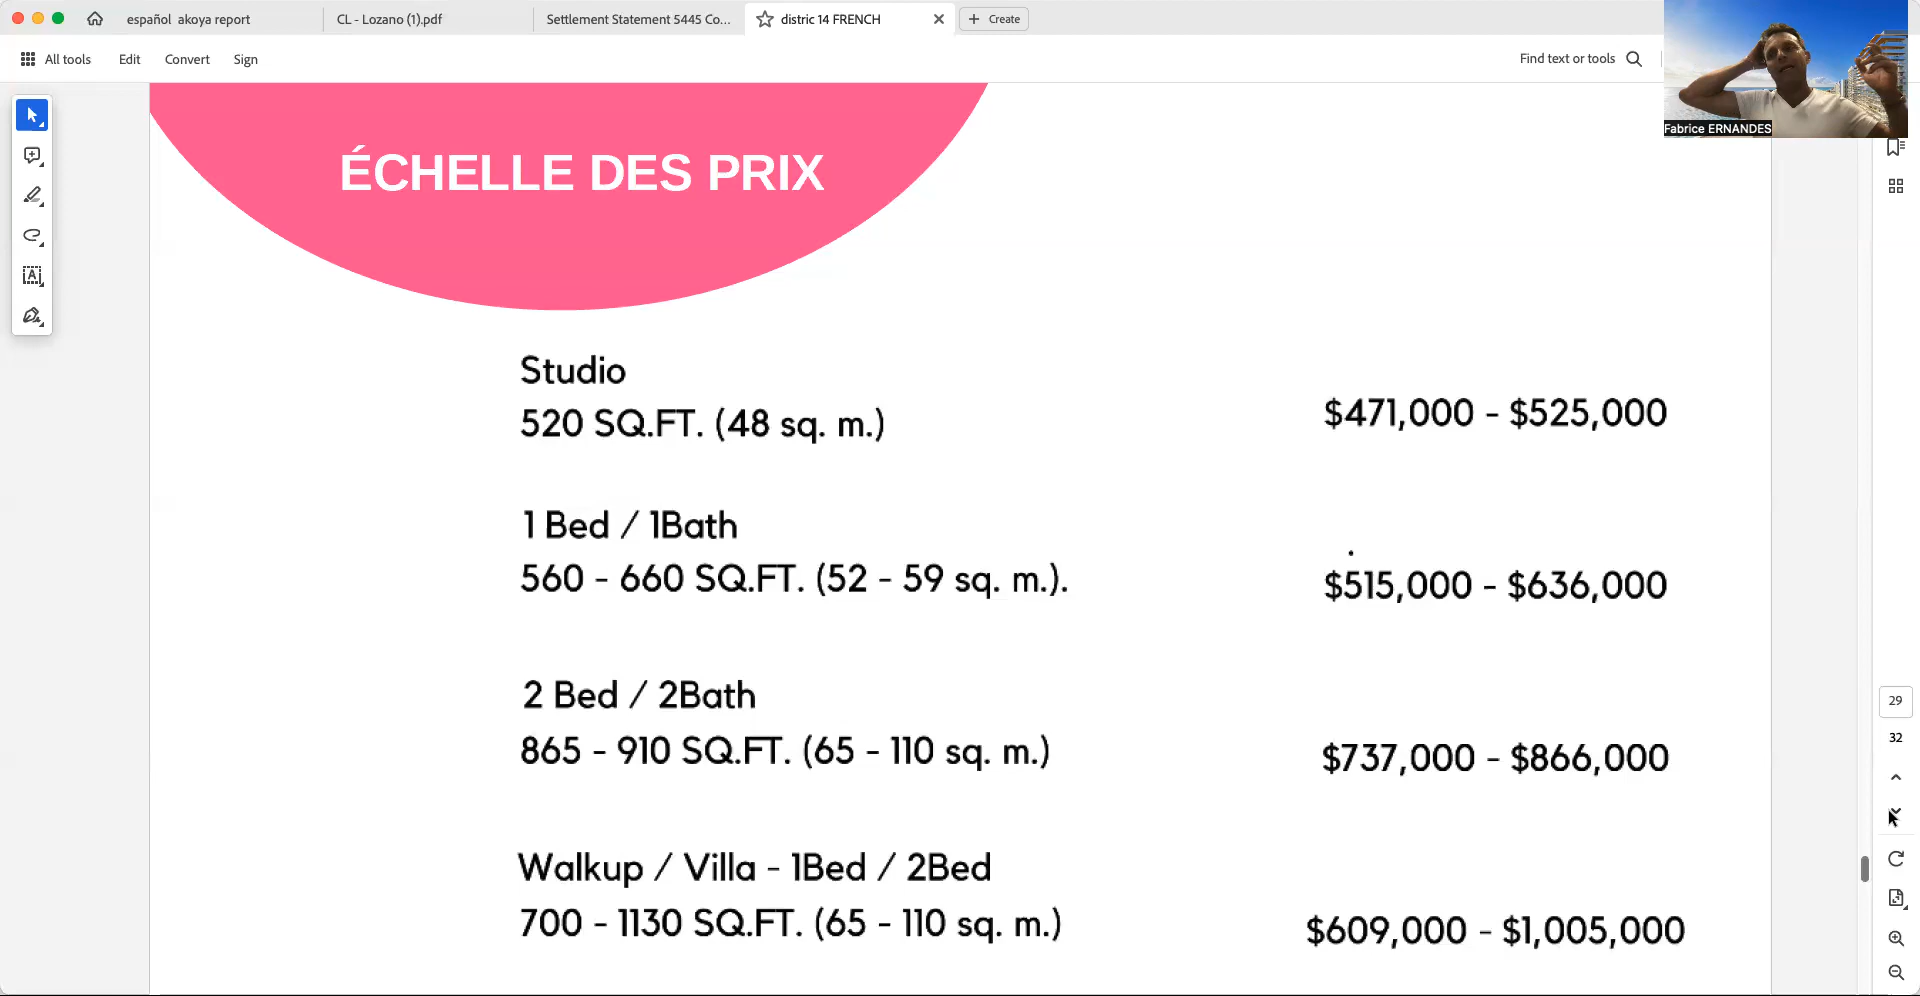 español akoya report
CL - Lozano (1).pdf
Settlement Statement 5445 Co...
distric 14 FRENCH
Create
All tools
Edit
Convert
Sign
Find text or tools
Fabrice ERNANDES
ÉCHELLE DES PRIX
Studio
520 SQ.FT. (48 sq. m.)
$471,000 - $525,000
1 Bed / 1Bath
560 - 660 SQ.FT. (52 - 59 sq. m.).
$515,000 - $636,000
2 Bed / 2Bath
865 - 910 SQ.FT. (65 - 110 sq. m.)
$737,000 - $866,000
Walkup / Villa - 1Bed / 2Bed
700 - 1130 SQ.FT. (65 - 110 sq. m.)
$609,000 - $1,005,000
29
32